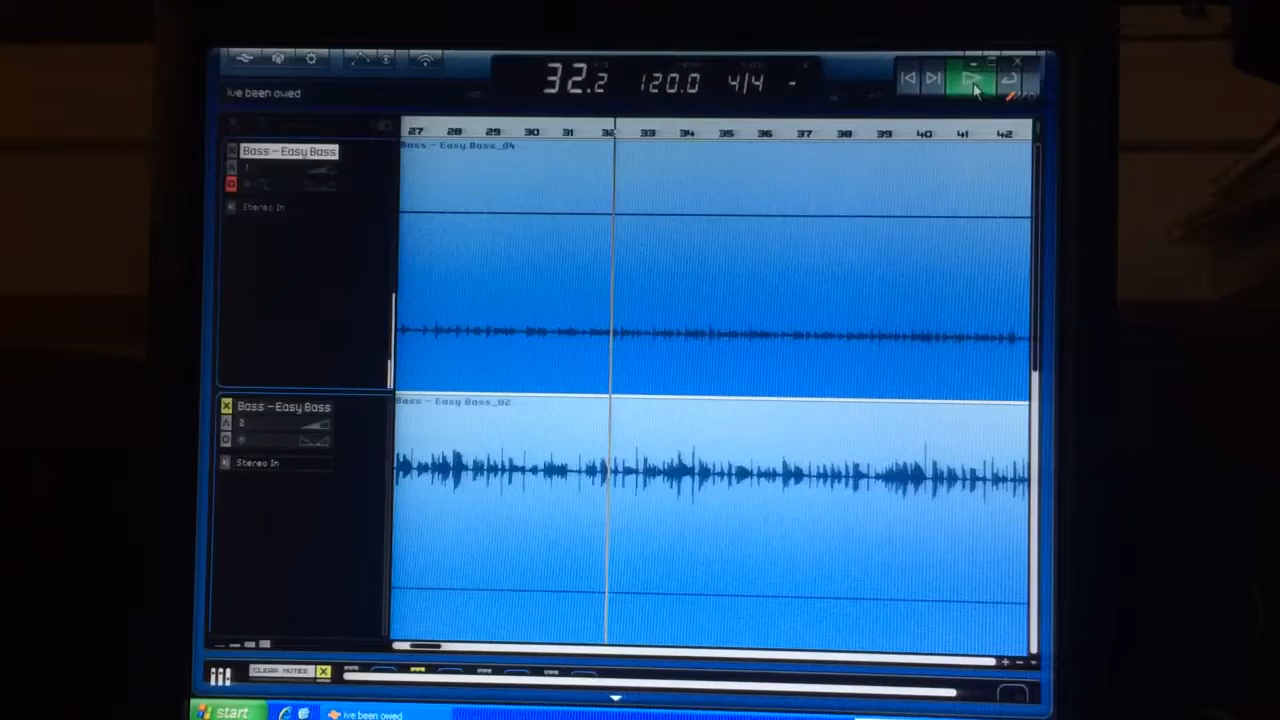 32.2 120.0 4/4 -
Ive been owed
27 28 29 30 31 32 33 34 35 36 37 38 39 40 41 42
Bass - Easy Bass
Bass - Easy Bass_04
1
Stereo In
Bass - Easy Bass
Bass - Easy Bass_02
2
Stereo In
CLEAR MUTES X
start
Ive been owed